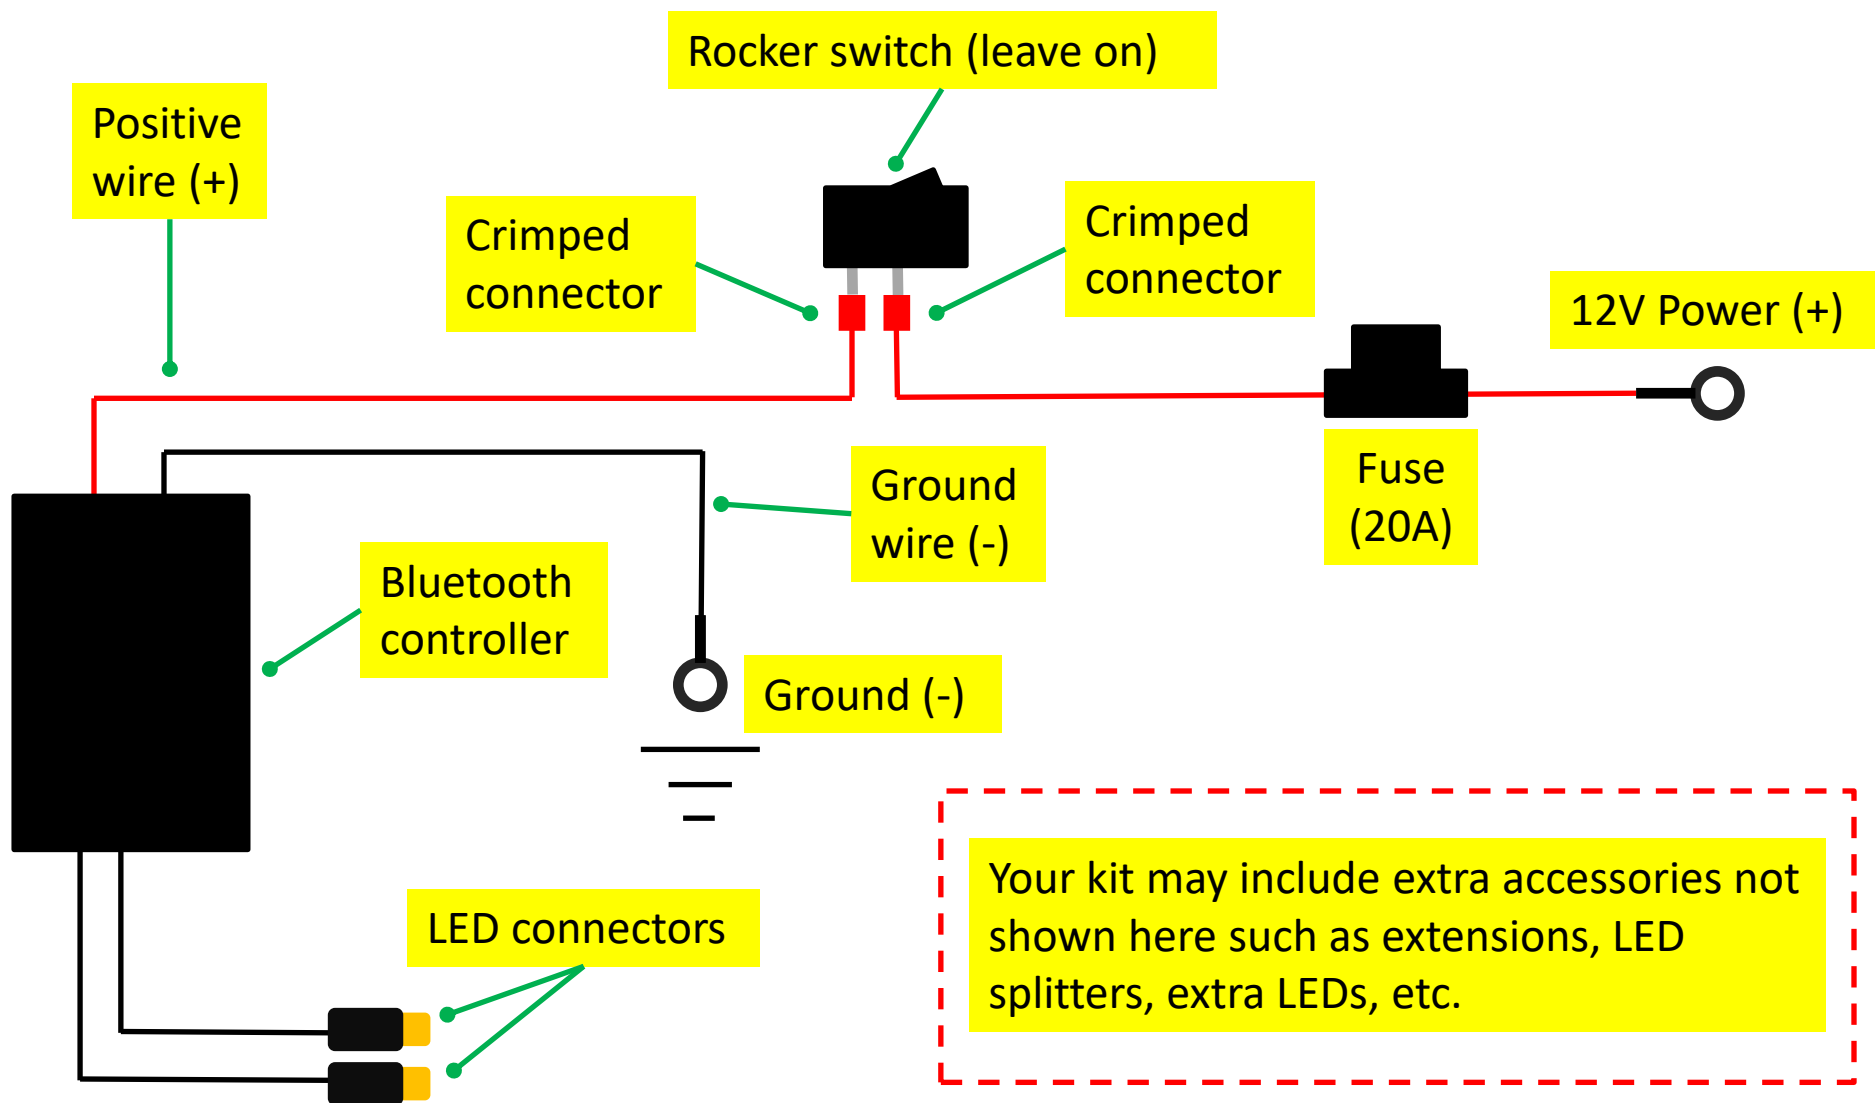 Rocker switch (leave on)
Positive
wire (+)
Crimped
connector
Crimped
connector
12V Power (+)
Fuse
(20A)
Ground
wire (-)
Bluetooth
controller
Ground (-)
LED connectors
Your kit may include extra accessories not
shown here such as extensions, LED
splitters, extra LEDs, etc.